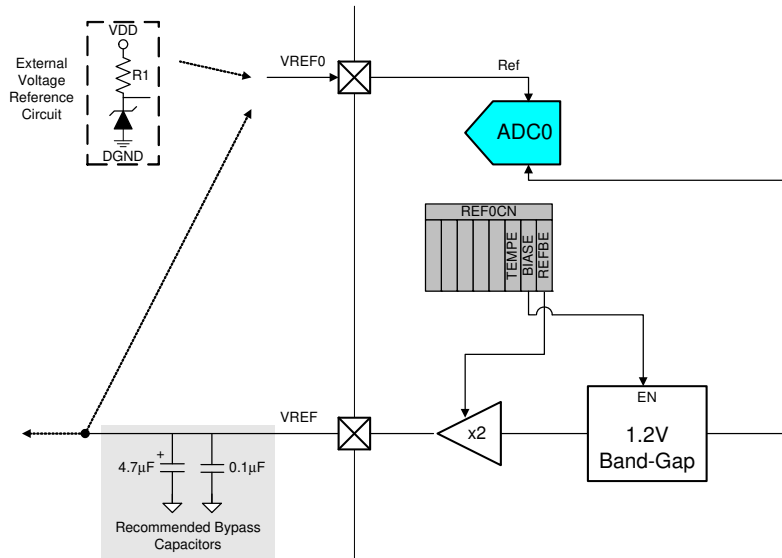 VDD
External
Voltage
Reference
Circuit
R1
DGND
VREF0
Ref
ADC0
REF0CN
TEMPE
BIASE
REFBE
EN
1.2V
Band-Gap
x2
VREF
+
4.7µF
0.1µF
Recommended Bypass
Capacitors